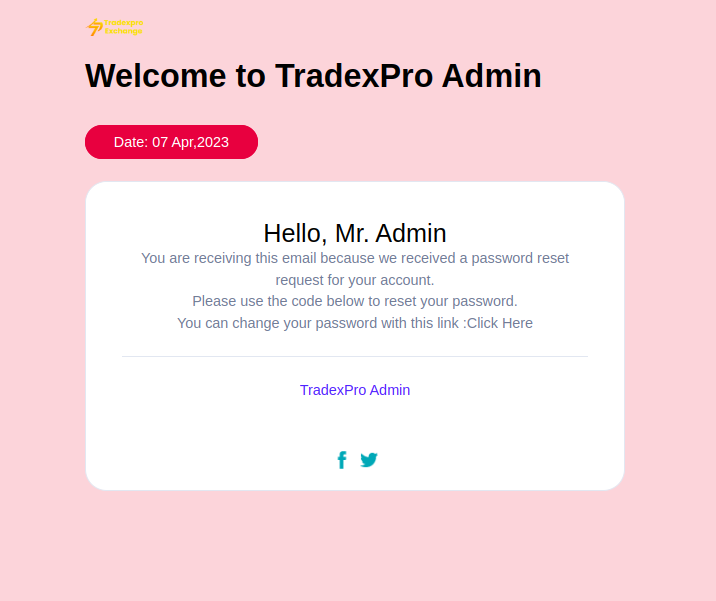 Tradexpro
Exchange
Welcome to TradexPro Admin
Date: 07 Apr,2023
Hello, Mr. Admin
You are receiving this email because we received a password reset
request for your account.
Please use the code below to reset your password.
You can change your password with this link :Click Here
TradexPro Admin